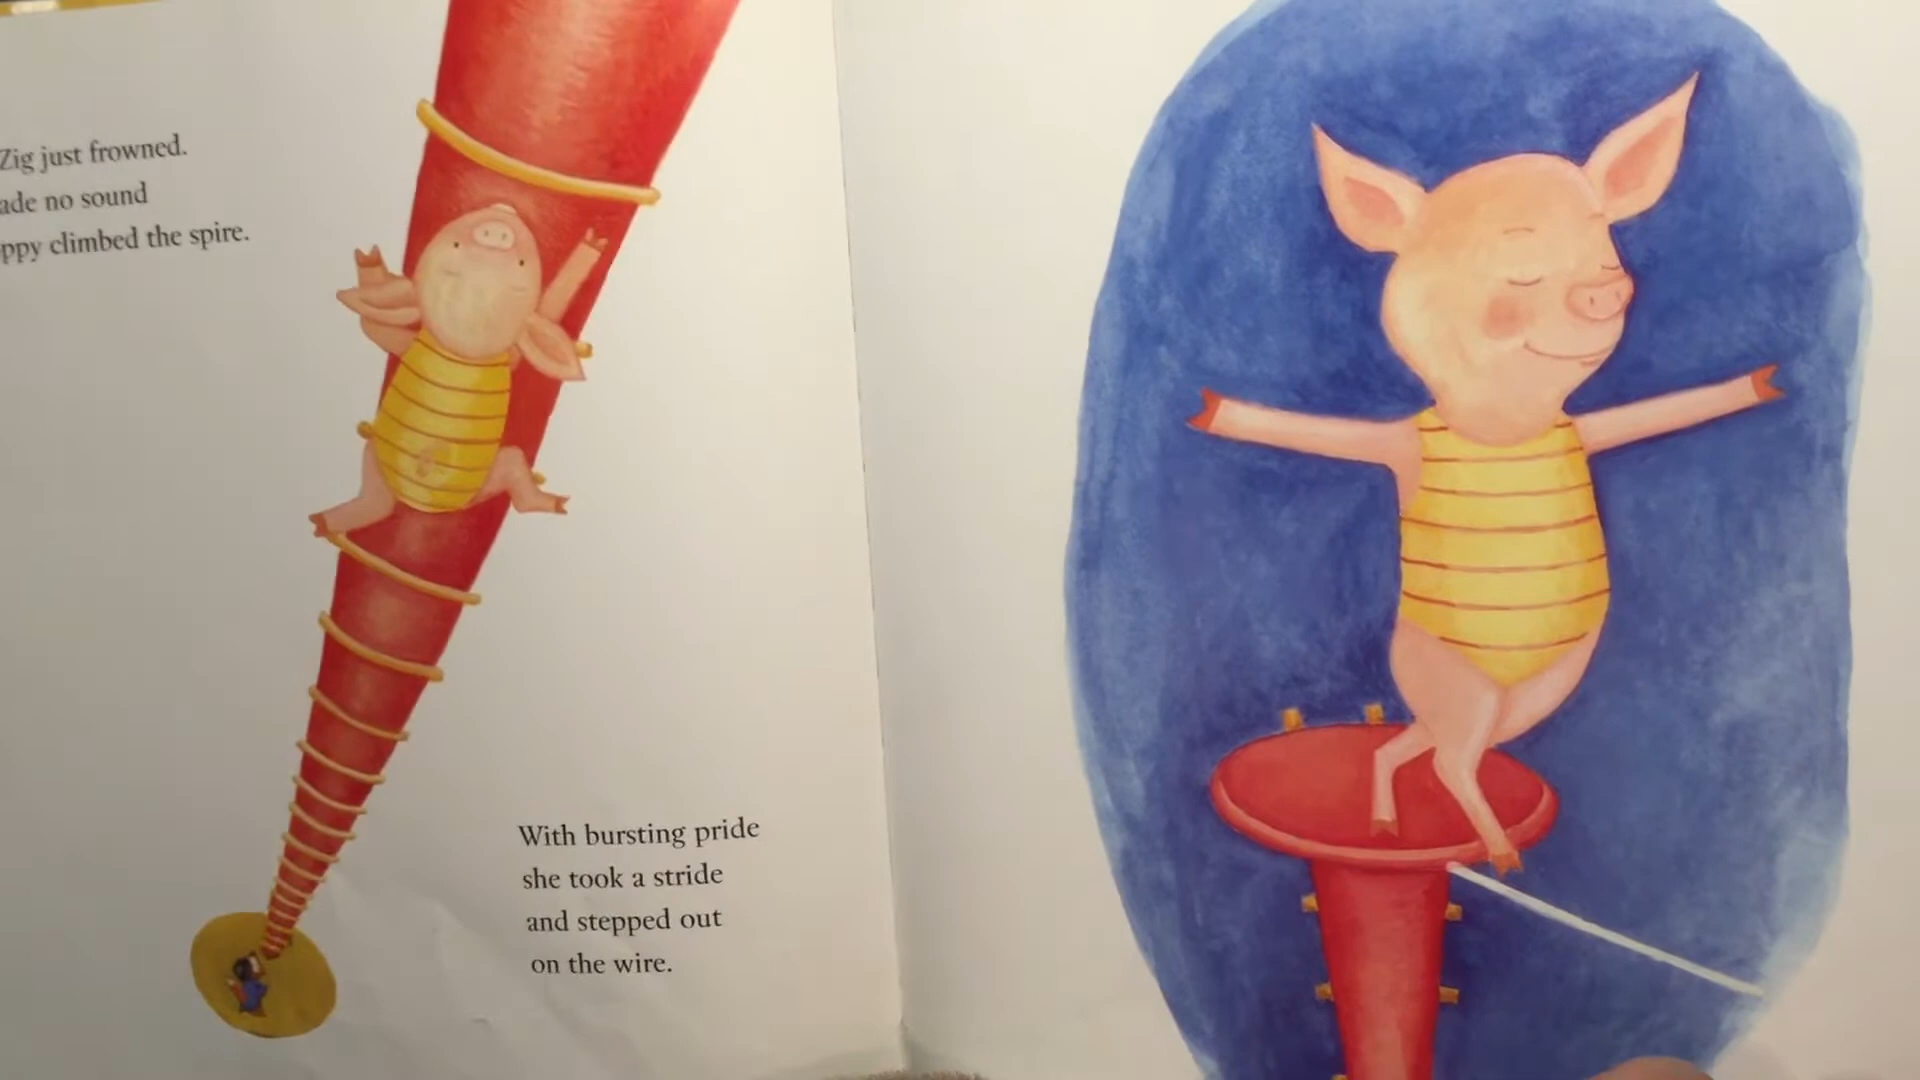 Zig just frowned.
ade no sound
ppy climbed the spire.
With bursting pride
she took a stride
and stepped out
on the wire.